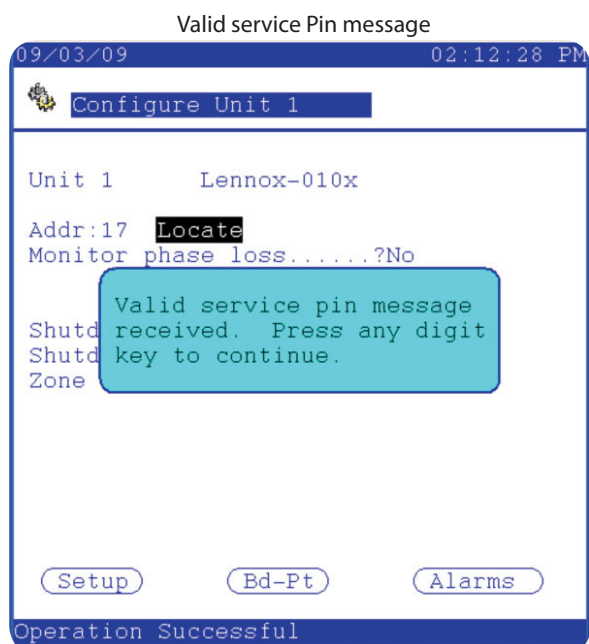 Valid service Pin message
09/03/09 02:12:28 PM
Configure Unit 1
Unit 1 Lennox-010x
Addr:17 Locate
Monitor phase loss......?No
Valid service pin message
Shutd received. Press any digit
Shutd key to continue.
Zone
Setup Bd-Pt Alarms
Operation Successful